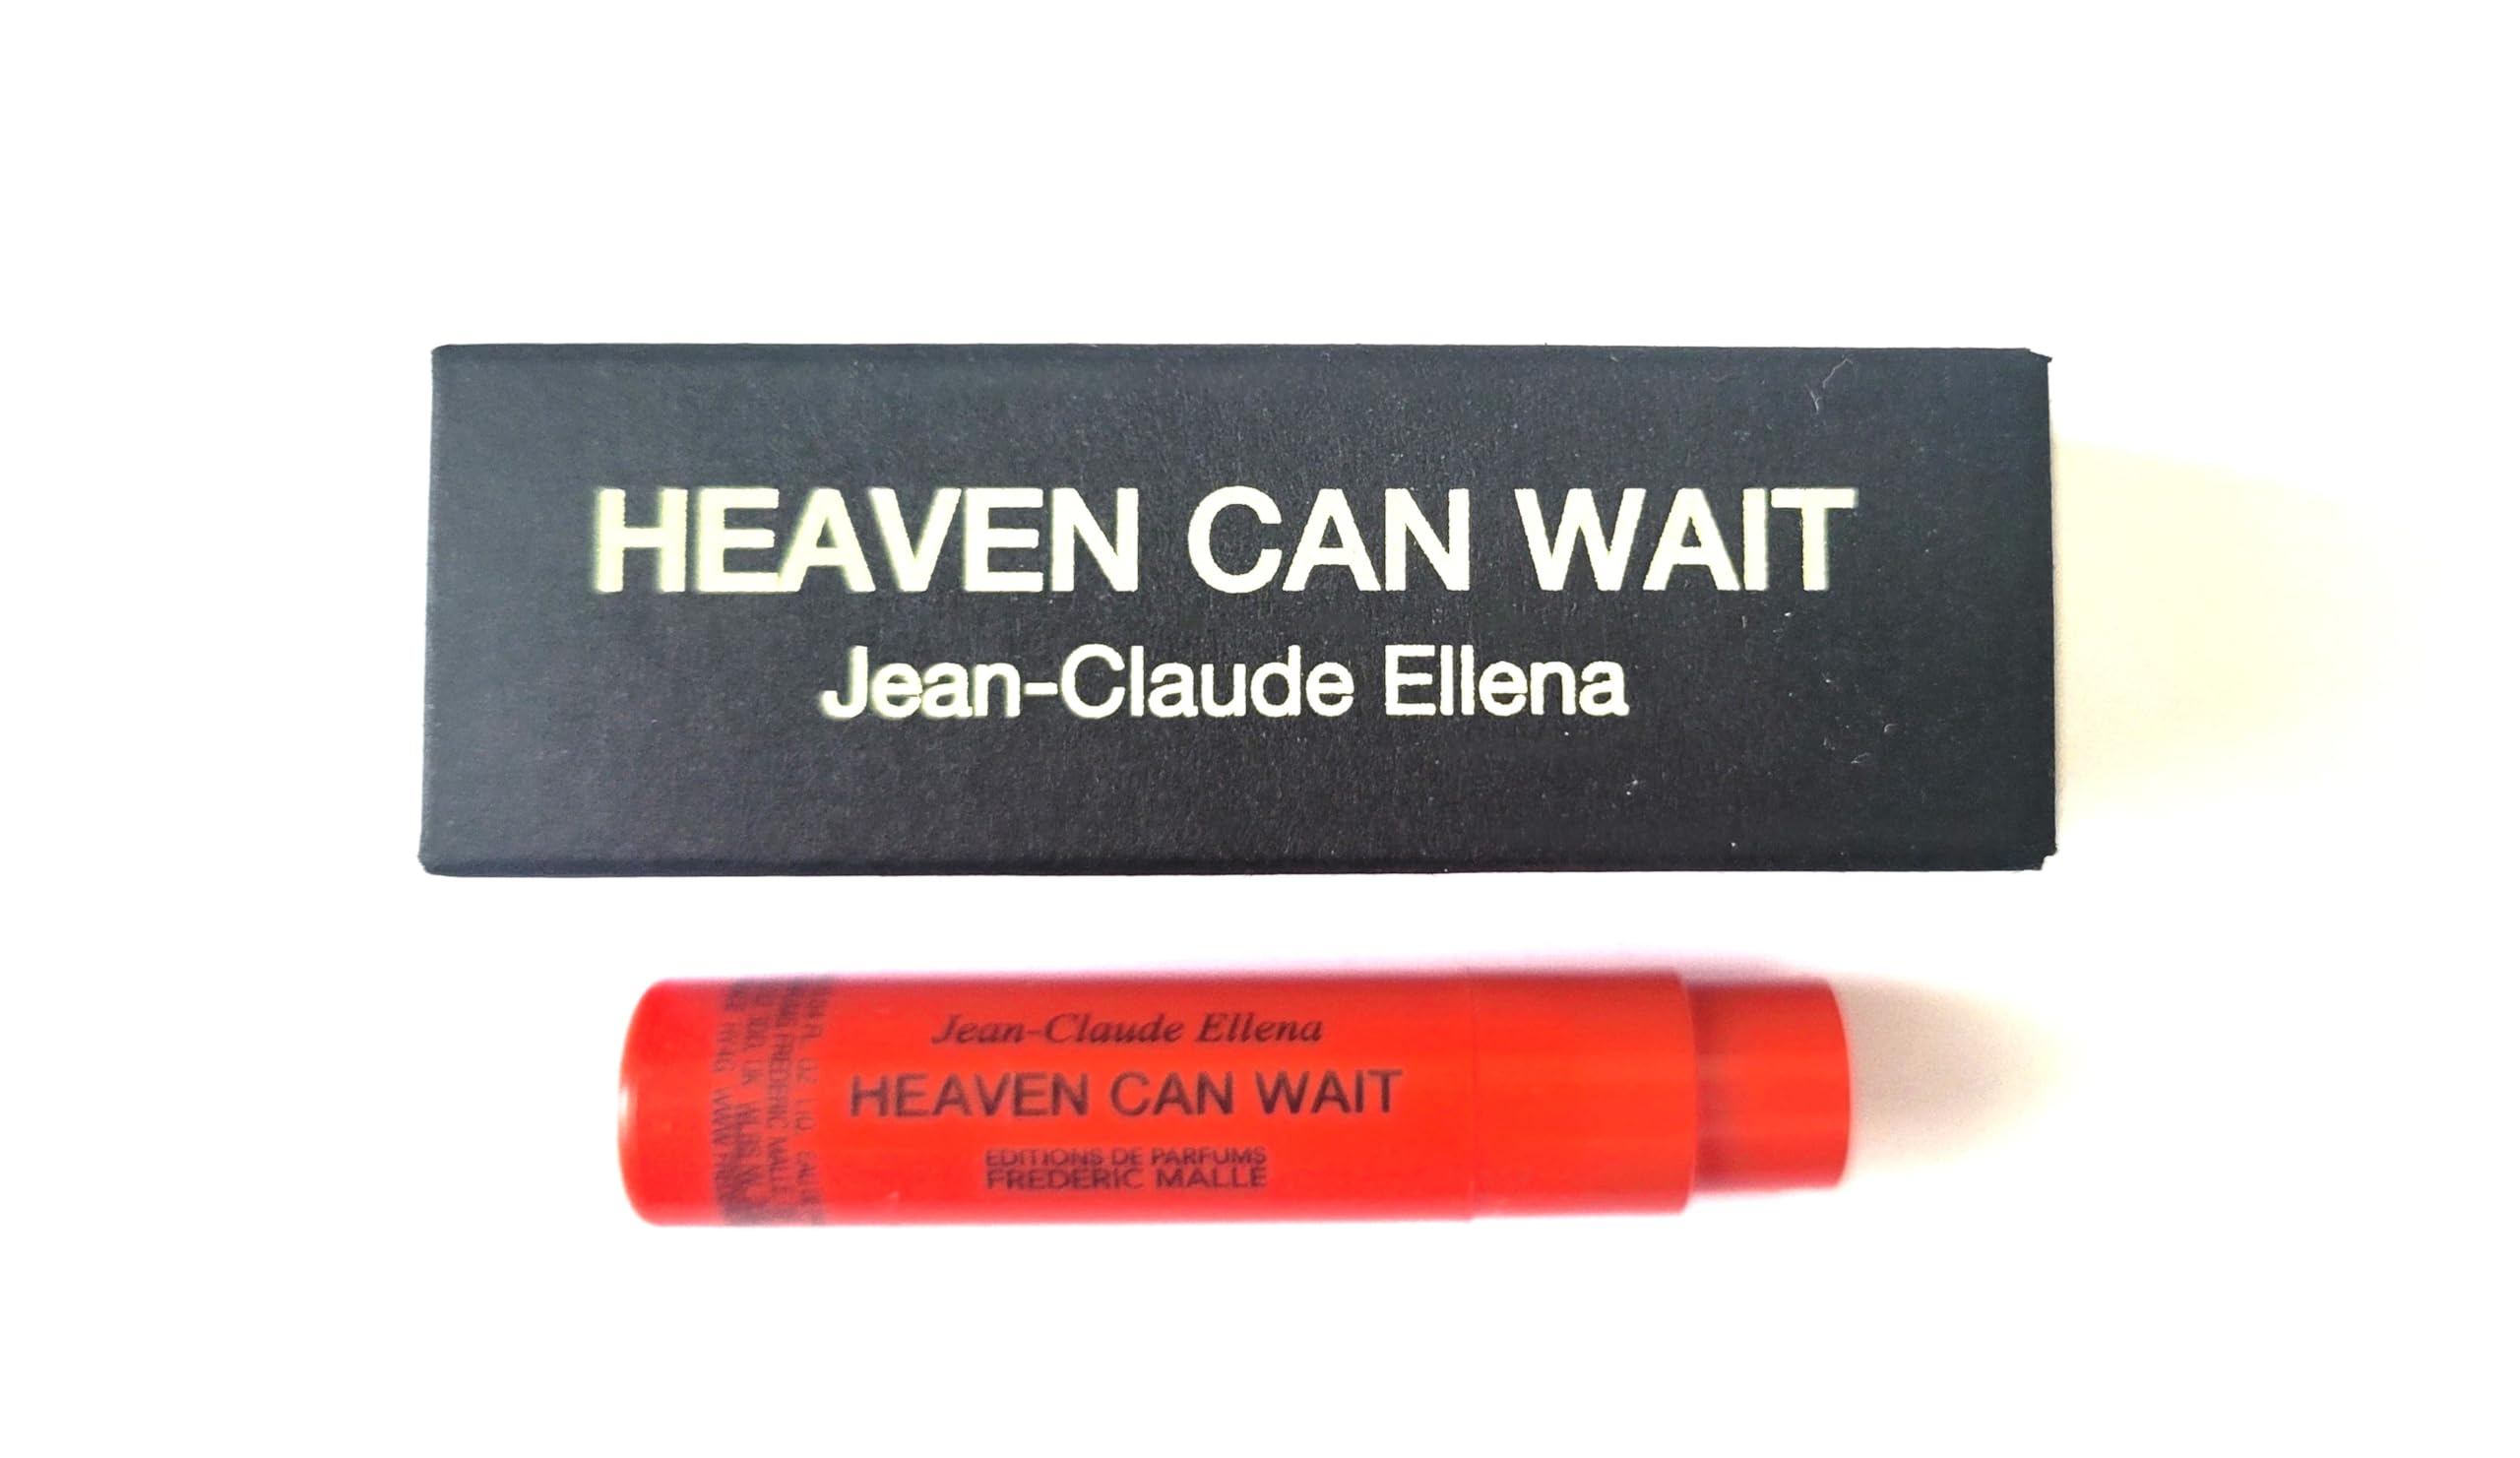 HEAVEN CAN WAIT
Jean-Claude Ellena
Jean-Claude Ellena
HEAVEN CAN WAIT
EDITIONS DE PARFUMS
FREDERIC MALLE